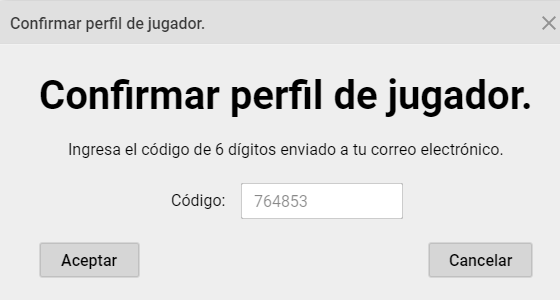 Confirmar perfil de jugador.
Confirmar perfil de jugador.
Ingresa el código de 6 dígitos enviado a tu correo electrónico.
Código: 764853
Aceptar Cancelar